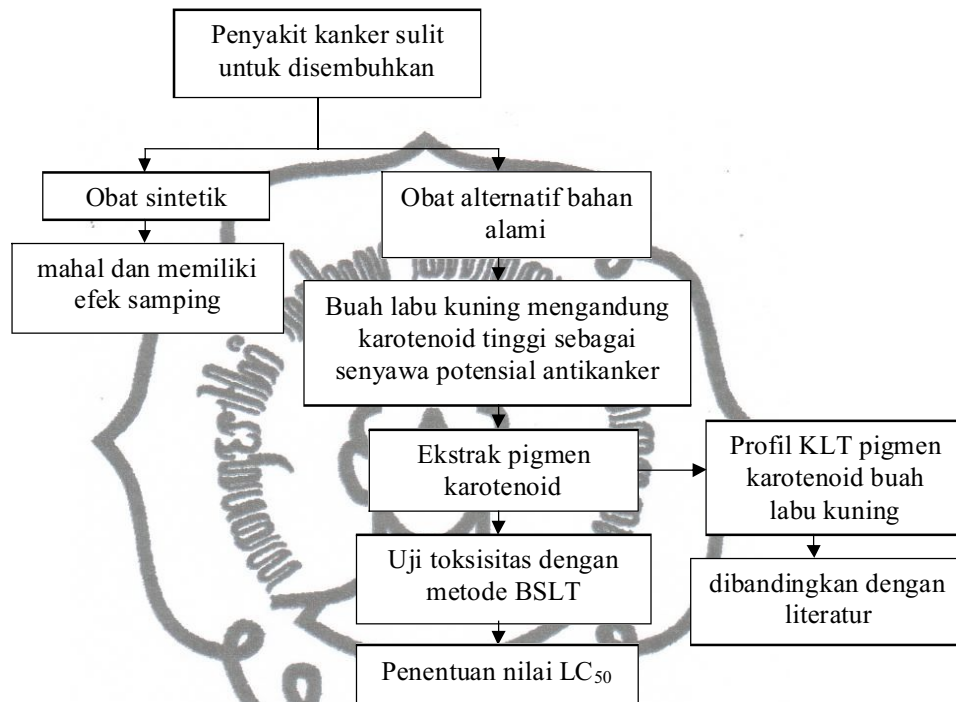 Penyakit kanker sulit
untuk disembuhkan
Obat sintetik
Obat alternatif bahan
alami
mahal dan memiliki
efek samping
Buah labu kuning mengandung
karotenoid tinggi sebagai
senyawa potensial antikanker
Ekstrak pigmen
karotenoid
Profil KLT pigmen
karotenoid buah
labu kuning
Uji toksisitas dengan
metode BSLT
dibandingkan dengan
literatur
Penentuan nilai LC₅₀